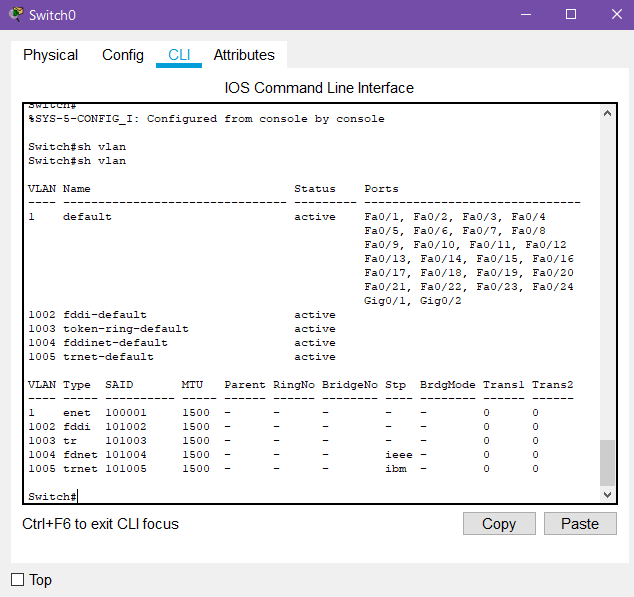 Switch0
Physical Config CLI Attributes
IOS Command Line Interface
Switch#
%SYS-5-CONFIG_I: Configured from console by console
Switch#sh vlan
Switch#sh vlan
VLAN Name                             Status    Ports
---- -------------------------------- --------- -------------------------------
1    default                          active    Fa0/1, Fa0/2, Fa0/3, Fa0/4
                                                Fa0/5, Fa0/6, Fa0/7, Fa0/8
                                                Fa0/9, Fa0/10, Fa0/11, Fa0/12
                                                Fa0/13, Fa0/14, Fa0/15, Fa0/16
                                                Fa0/17, Fa0/18, Fa0/19, Fa0/20
                                                Fa0/21, Fa0/22, Fa0/23, Fa0/24
                                                Gig0/1, Gig0/2
1002 fddi-default                     active
1003 token-ring-default               active
1004 fddinet-default                  active
1005 trnet-default                    active
VLAN Type  SAID       MTU   Parent RingNo BridgeNo Stp  BrdgMode Trans1 Trans2
---- ----- ---------- ----- ------ ------ -------- ---- -------- ------ ------
1    enet  100001     1500  -      -      -        -    -        0      0
1002 fddi  101002     1500  -      -      -        -    -        0      0
1003 tr    101003     1500  -      -      -        -    -        0      0
1004 fdnet 101004     1500  -      -      -        ieee -        0      0
1005 trnet 101005     1500  -      -      -        ibm  -        0      0
Switch#
Ctrl+F6 to exit CLI focus Copy Paste
Top